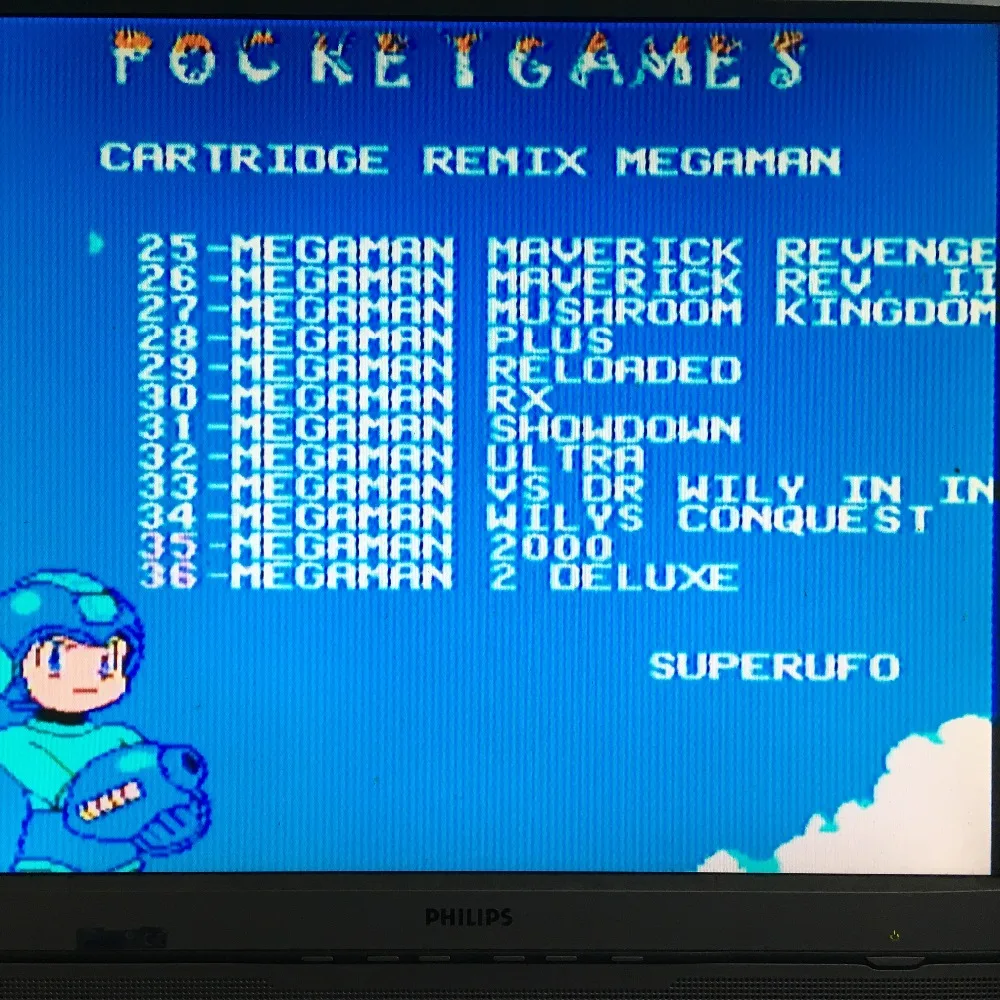 POCKETGAMES
CARTRIDGE REMIX MEGAMAN
25-MEGAMAN MAVERICK REVENGE
26-MEGAMAN MAVERICK REV. II
27-MEGAMAN MUSHROOM KINGDOM
28-MEGAMAN PLUS
29-MEGAMAN RELOADED
30-MEGAMAN RX
31-MEGAMAN SHOWDOWN
32-MEGAMAN ULTRA
33-MEGAMAN VS DR WILY IN IN
34-MEGAMAN WILYS CONQUEST
35-MEGAMAN 2000
36-MEGAMAN 2 DELUXE
SUPERUFO
PHILIPS